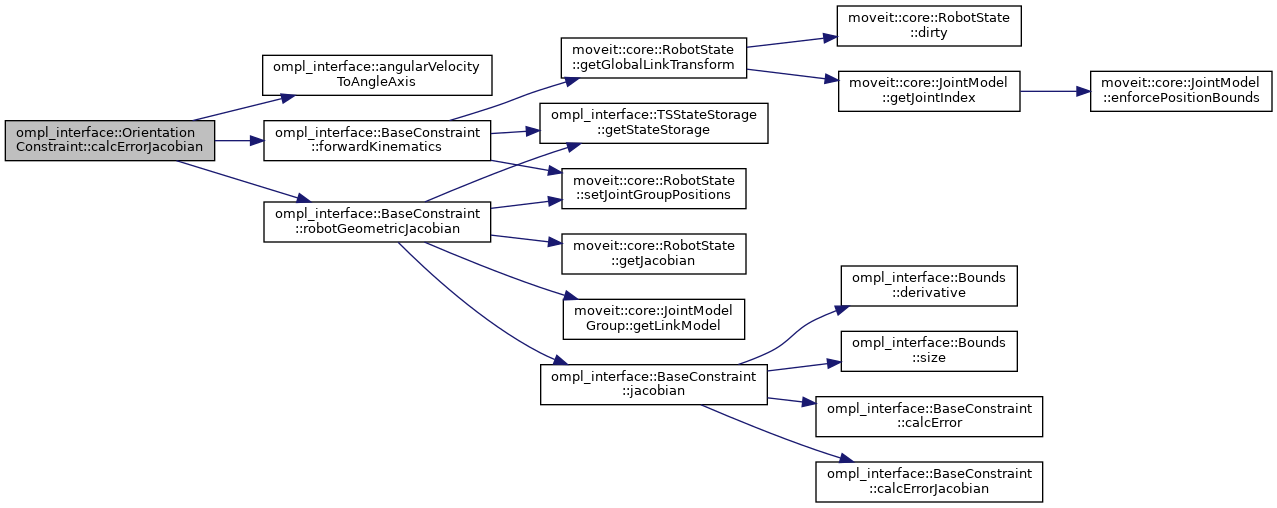 ompl_interface::Orientation
Constraint::calcErrorJacobian
ompl_interface::angularVelocity
ToAngleAxis
ompl_interface::BaseConstraint
::forwardKinematics
ompl_interface::BaseConstraint
::robotGeometricJacobian
moveit::core::RobotState
::getGlobalLinkTransform
ompl_interface::TSStateStorage
::getStateStorage
moveit::core::RobotState
::setJointGroupPositions
moveit::core::RobotState
::getJacobian
moveit::core::JointModel
Group::getLinkModel
ompl_interface::BaseConstraint
::jacobian
moveit::core::RobotState
::dirty
moveit::core::JointModel
::getJointIndex
moveit::core::JointModel
::enforcePositionBounds
ompl_interface::Bounds
::derivative
ompl_interface::Bounds
::size
ompl_interface::BaseConstraint
::calcError
ompl_interface::BaseConstraint
::calcErrorJacobian